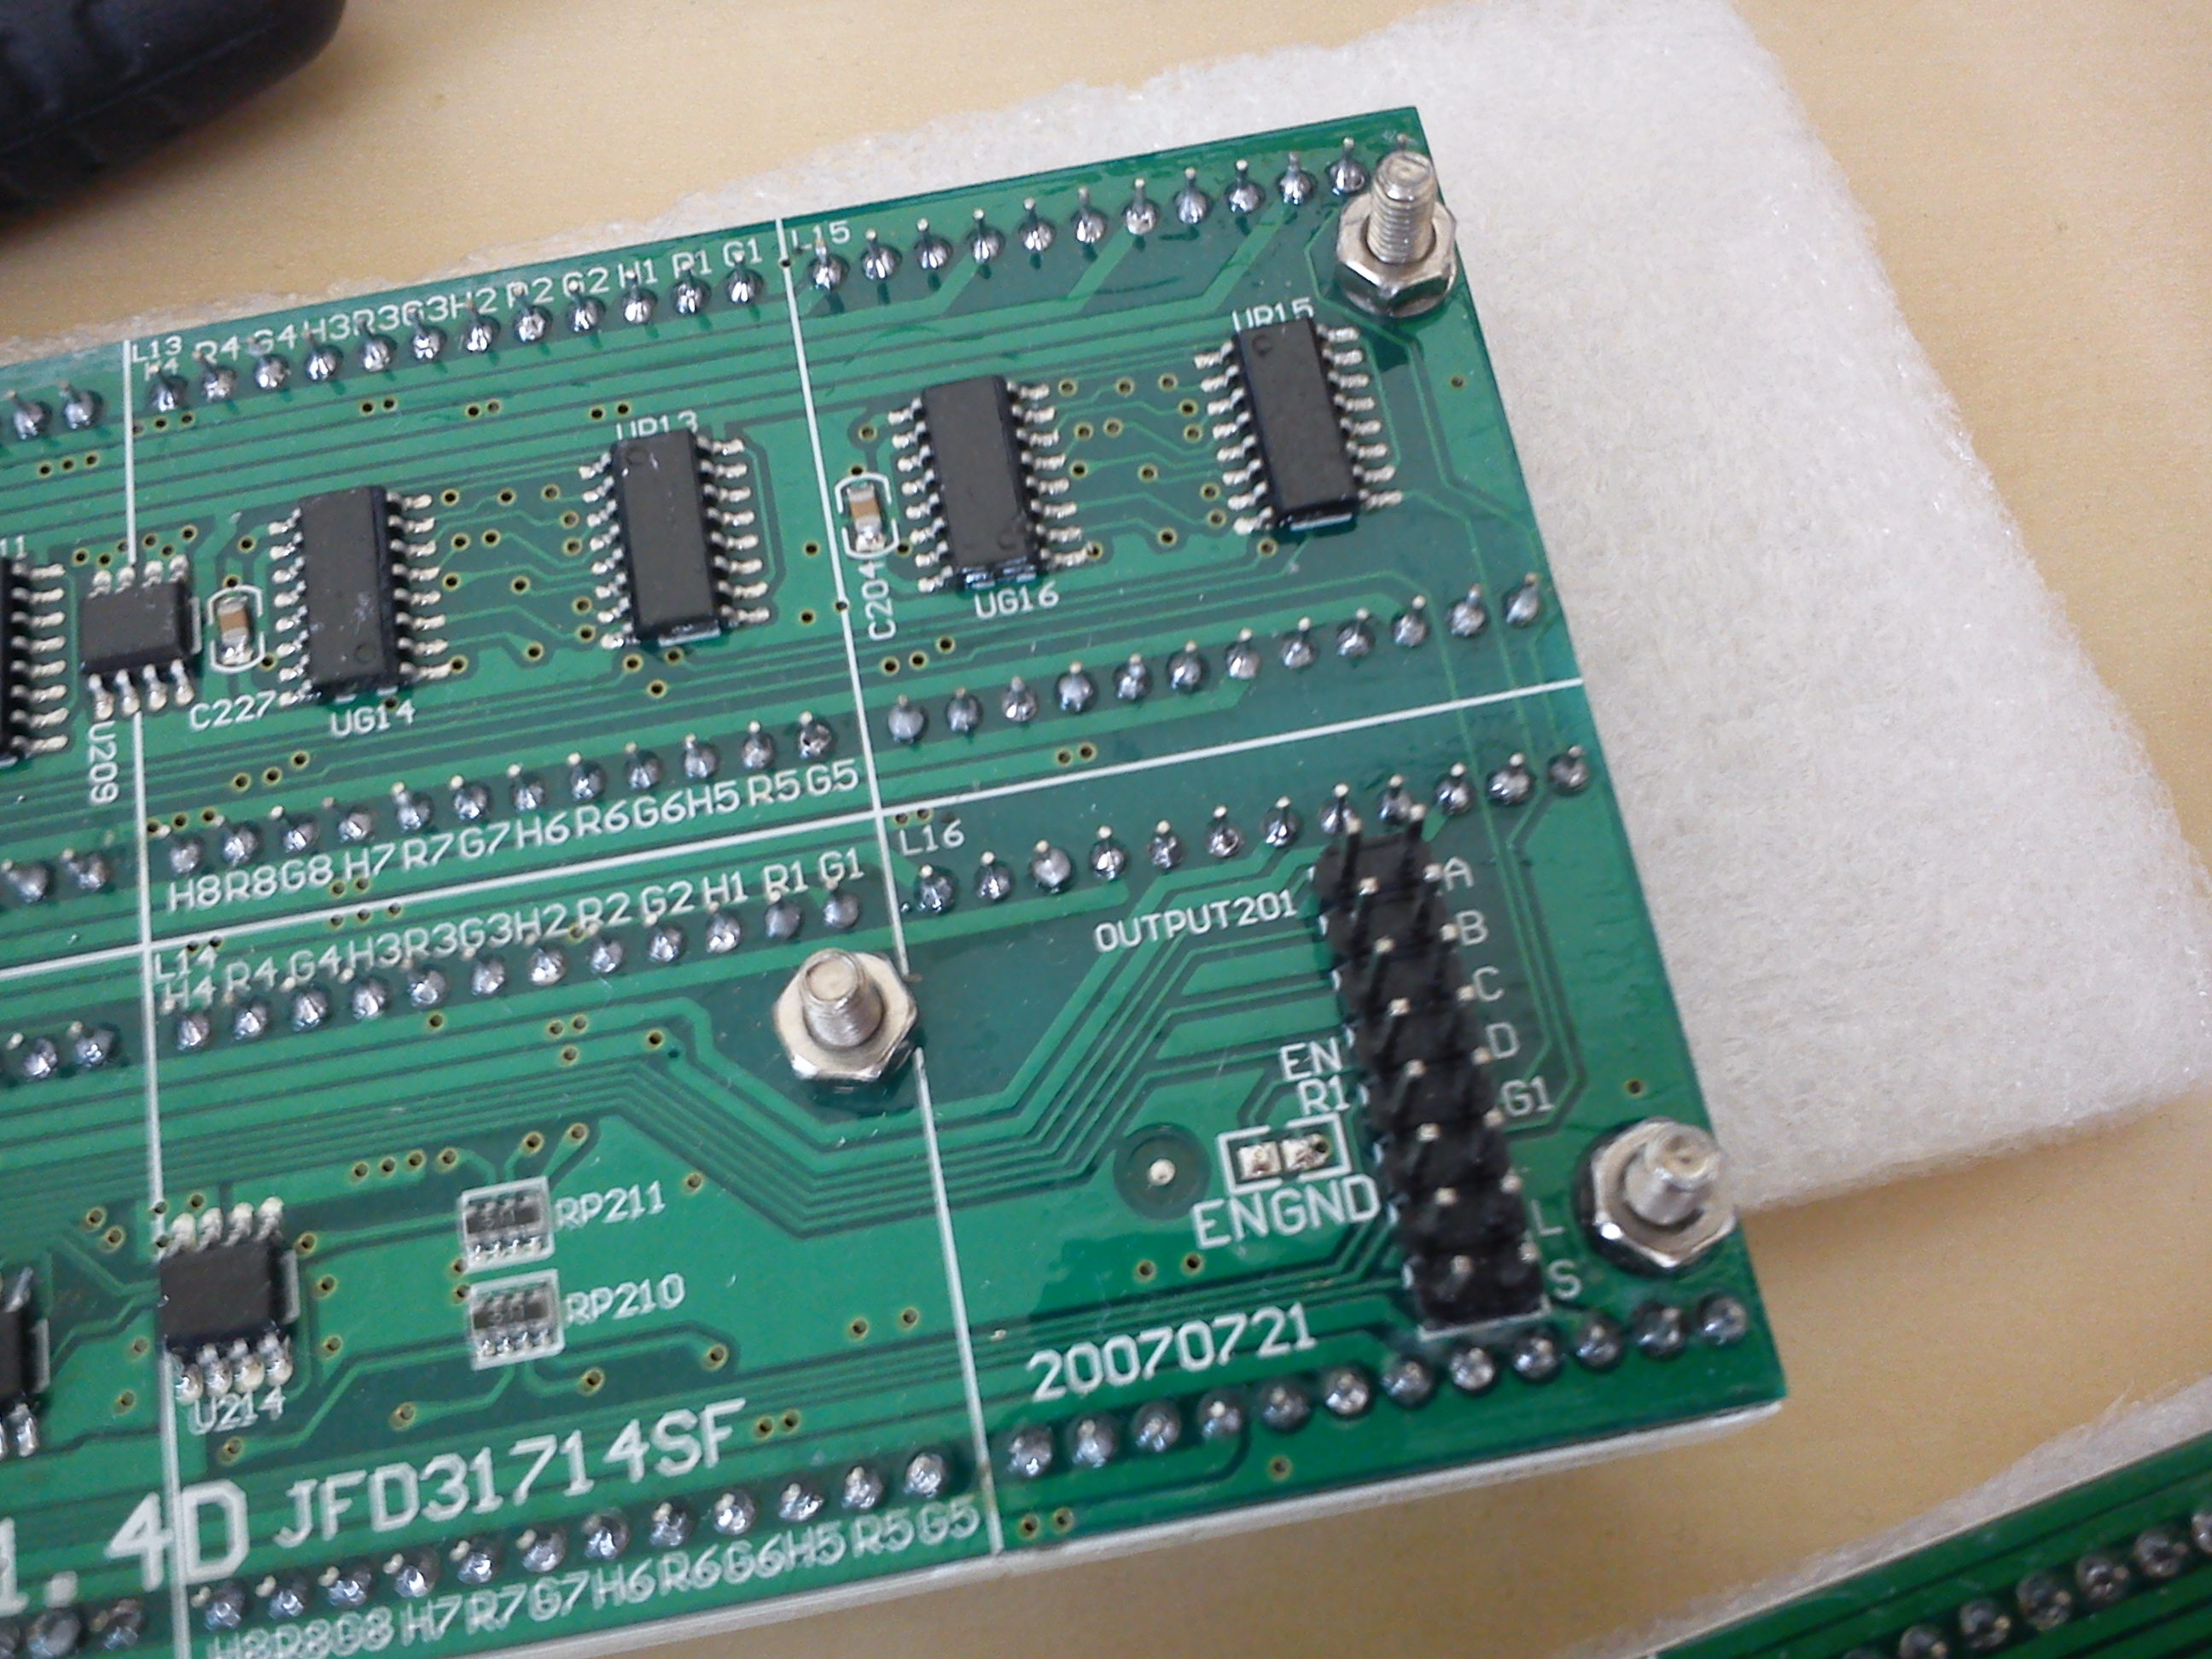 L15
L13
H4 R4 G4 H3 R3 G3 H2 R2 G2 H1 R1 G1
UR15
UR13
C204
UG16
C227
UG14
U209
H8 R8 G8 H7 R7 G7 H6 R6 G6 H5 R5 G5
L16
L14
H4 R4 G4 H3 R3 G3 H2 R2 G2 H1 R1 G1
OUTPUT201
A
B
C
D
G1
L
S
EN
R1
ENGND
RP211
RP210
U214
20070721
1.4D JFD31714SF
H8 R8 G8 H7 R7 G7 H6 R6 G6 H5 R5 G5